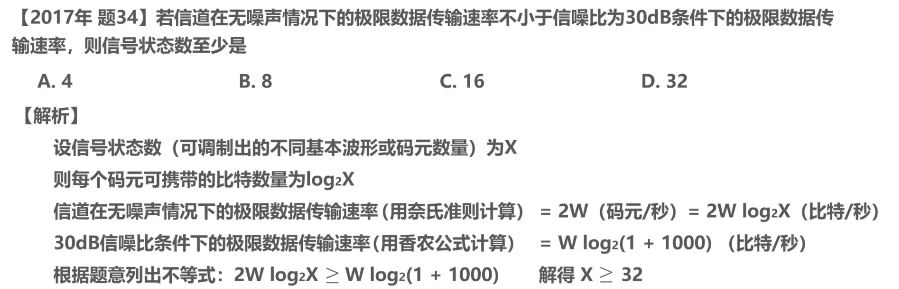 【2017年 题34】若信道在无噪声情况下的极限数据传输速率不小于信噪比为30dB条件下的极限数据传
输速率，则信号状态数至少是
A. 4 B. 8 C. 16 D. 32
【解析】
设信号状态数（可调制出的不同基本波形或码元数量）为X
则每个码元可携带的比特数量为log₂X
信道在无噪声情况下的极限数据传输速率（用奈氏准则计算） = 2W（码元/秒）= 2W log₂X（比特/秒）
30dB信噪比条件下的极限数据传输速率（用香农公式计算） = W log₂(1 + 1000) （比特/秒）
根据题意列出不等式：2W log₂X ≥ W log₂(1 + 1000) 解得 X ≥ 32